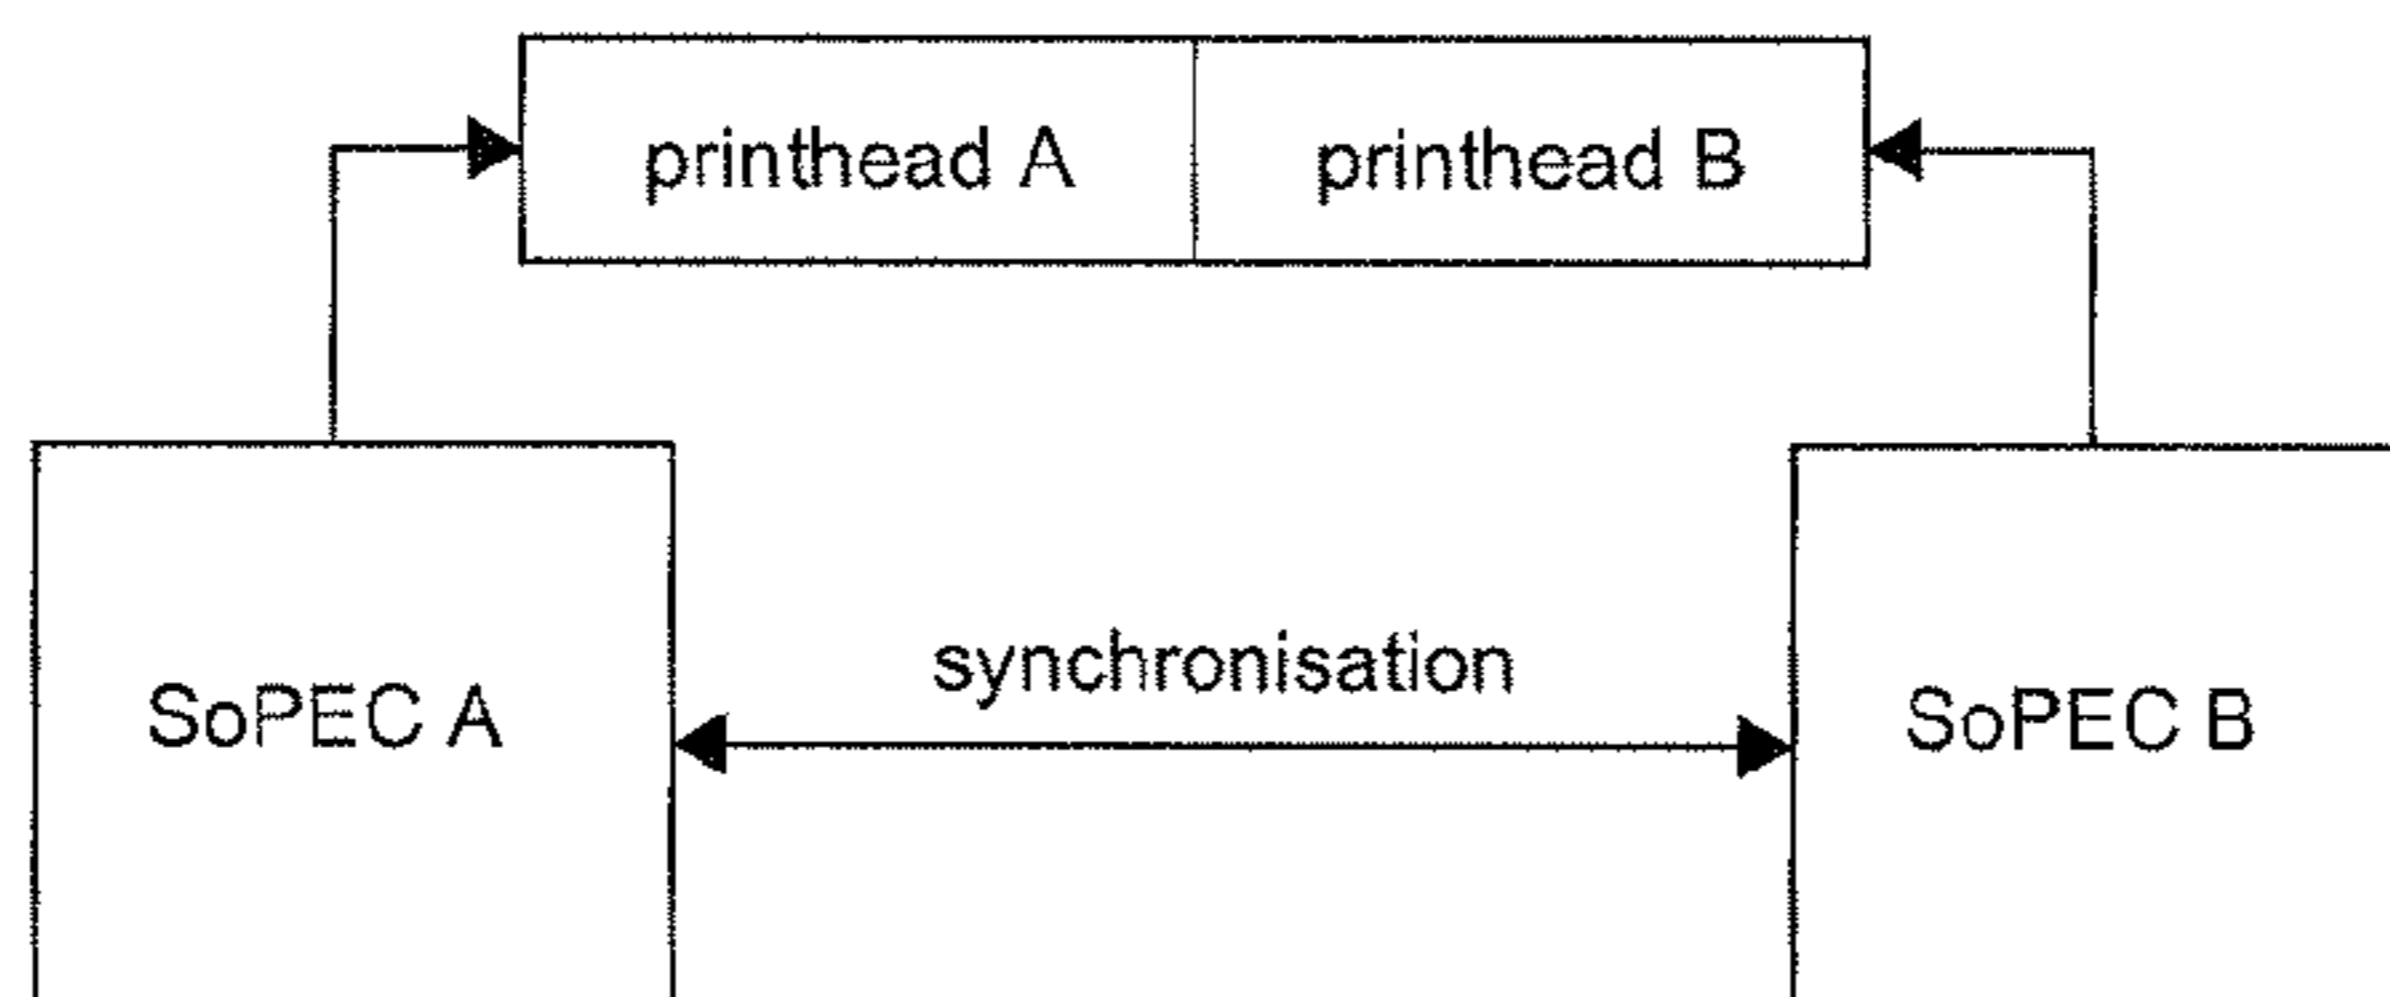 printhead A
printhead B
synchronisation
SoPEC A
SoPEC B